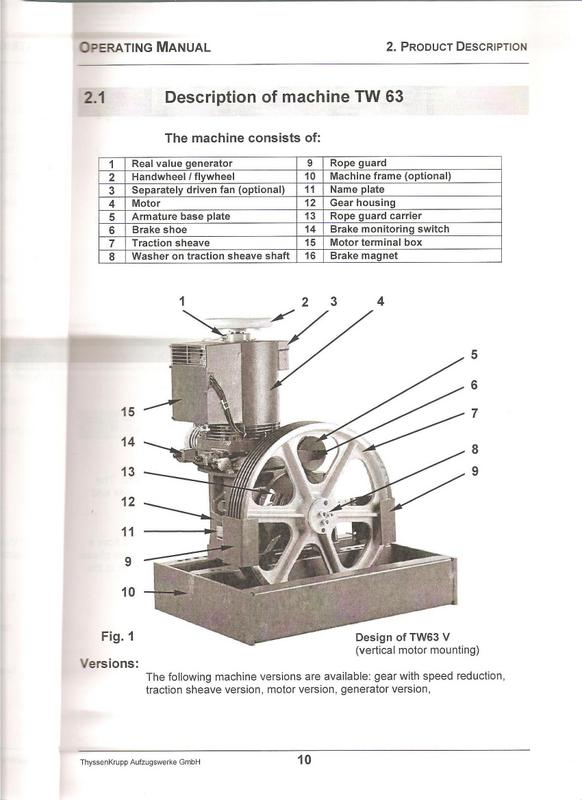 OPERATING MANUAL 2. PRODUCT DESCRIPTION
2.1 Description of machine TW 63
The machine consists of:
1 Real value generator 9 Rope guard
2 Handwheel / flywheel 10 Machine frame (optional)
3 Separately driven fan (optional) 11 Name plate
4 Motor 12 Gear housing
5 Armature base plate 13 Rope guard carrier
6 Brake shoe 14 Brake monitoring switch
7 Traction sheave 15 Motor terminal box
8 Washer on traction sheave shaft 16 Brake magnet
1 2 3 4
5
6
7
15
14
8
13
9
12
11
9
10
Fig. 1 Design of TW63 V
(vertical motor mounting)
Versions:
The following machine versions are available: gear with speed reduction,
traction sheave version, motor version, generator version,
ThyssenKrupp Aufzugswerke GmbH 10